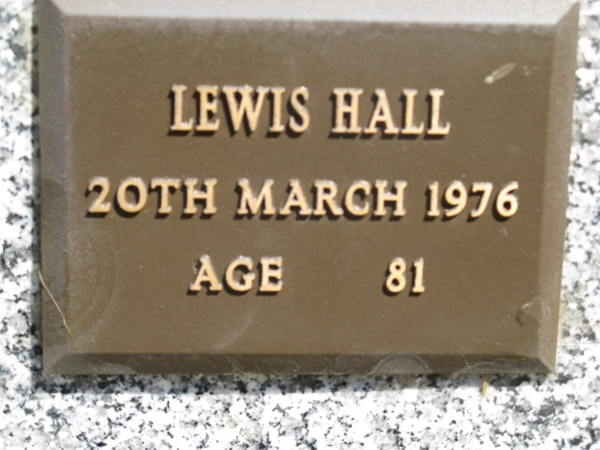 LEWIS HALL
20TH MARCH 1976
AGE 81